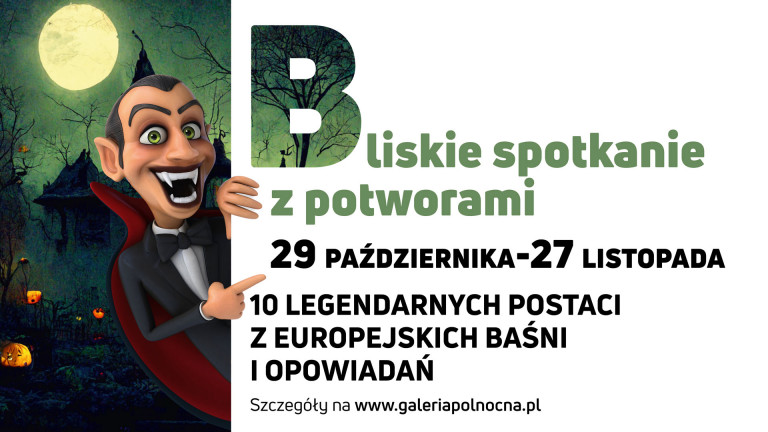 Bliskie spotkanie
z potworami
29 PAŹDZIERNIKA-27 LISTOPADA
10 LEGENDARNYCH POSTACI
Z EUROPEJSKICH BAŚNI
I OPOWIADAŃ
Szczegóły na www.galeriapolnocna.pl